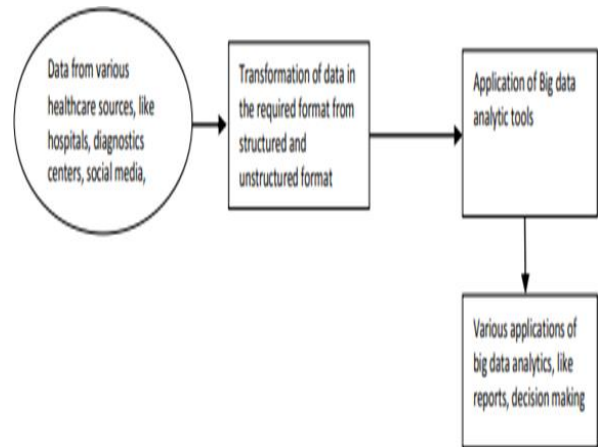 Data from various
healthcare sources, like
hospitals, diagnostics
centers, social media,
Transformation of data in
the required format from
structured and
unstructured format
Application of Big data
analytic tools
Various applications of
big data analytics, like
reports, decision making